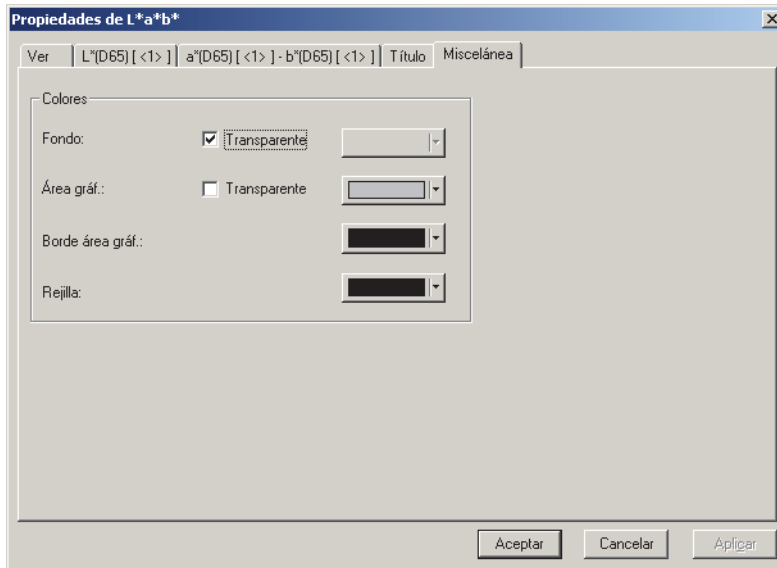 Propiedades de L*a*b*
Ver L*(D65) [ <1> ] a*(D65) [ <1> ] - b*(D65) [ <1> ] Título Miscelánea
Colores
Fondo: Transparente
Área gráf.: Transparente
Borde área gráf.:
Rejilla:
Aceptar Cancelar Aplicar